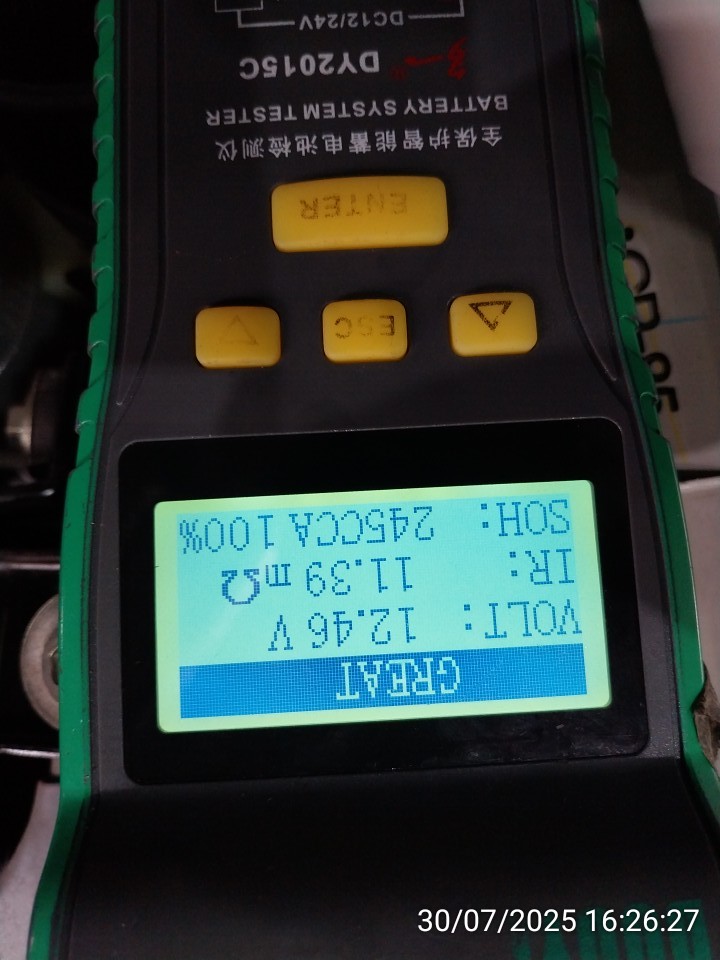 GREAT
VOLT: 12.46 V
IR: 11.39 mΩ
SOH: 245CCA 100%
ESC
ENTER
全保护智能蓄电池检测仪
BATTERY SYSTEM TESTER
DY2015C
DC12/24V
30/07/2025 16:26:27